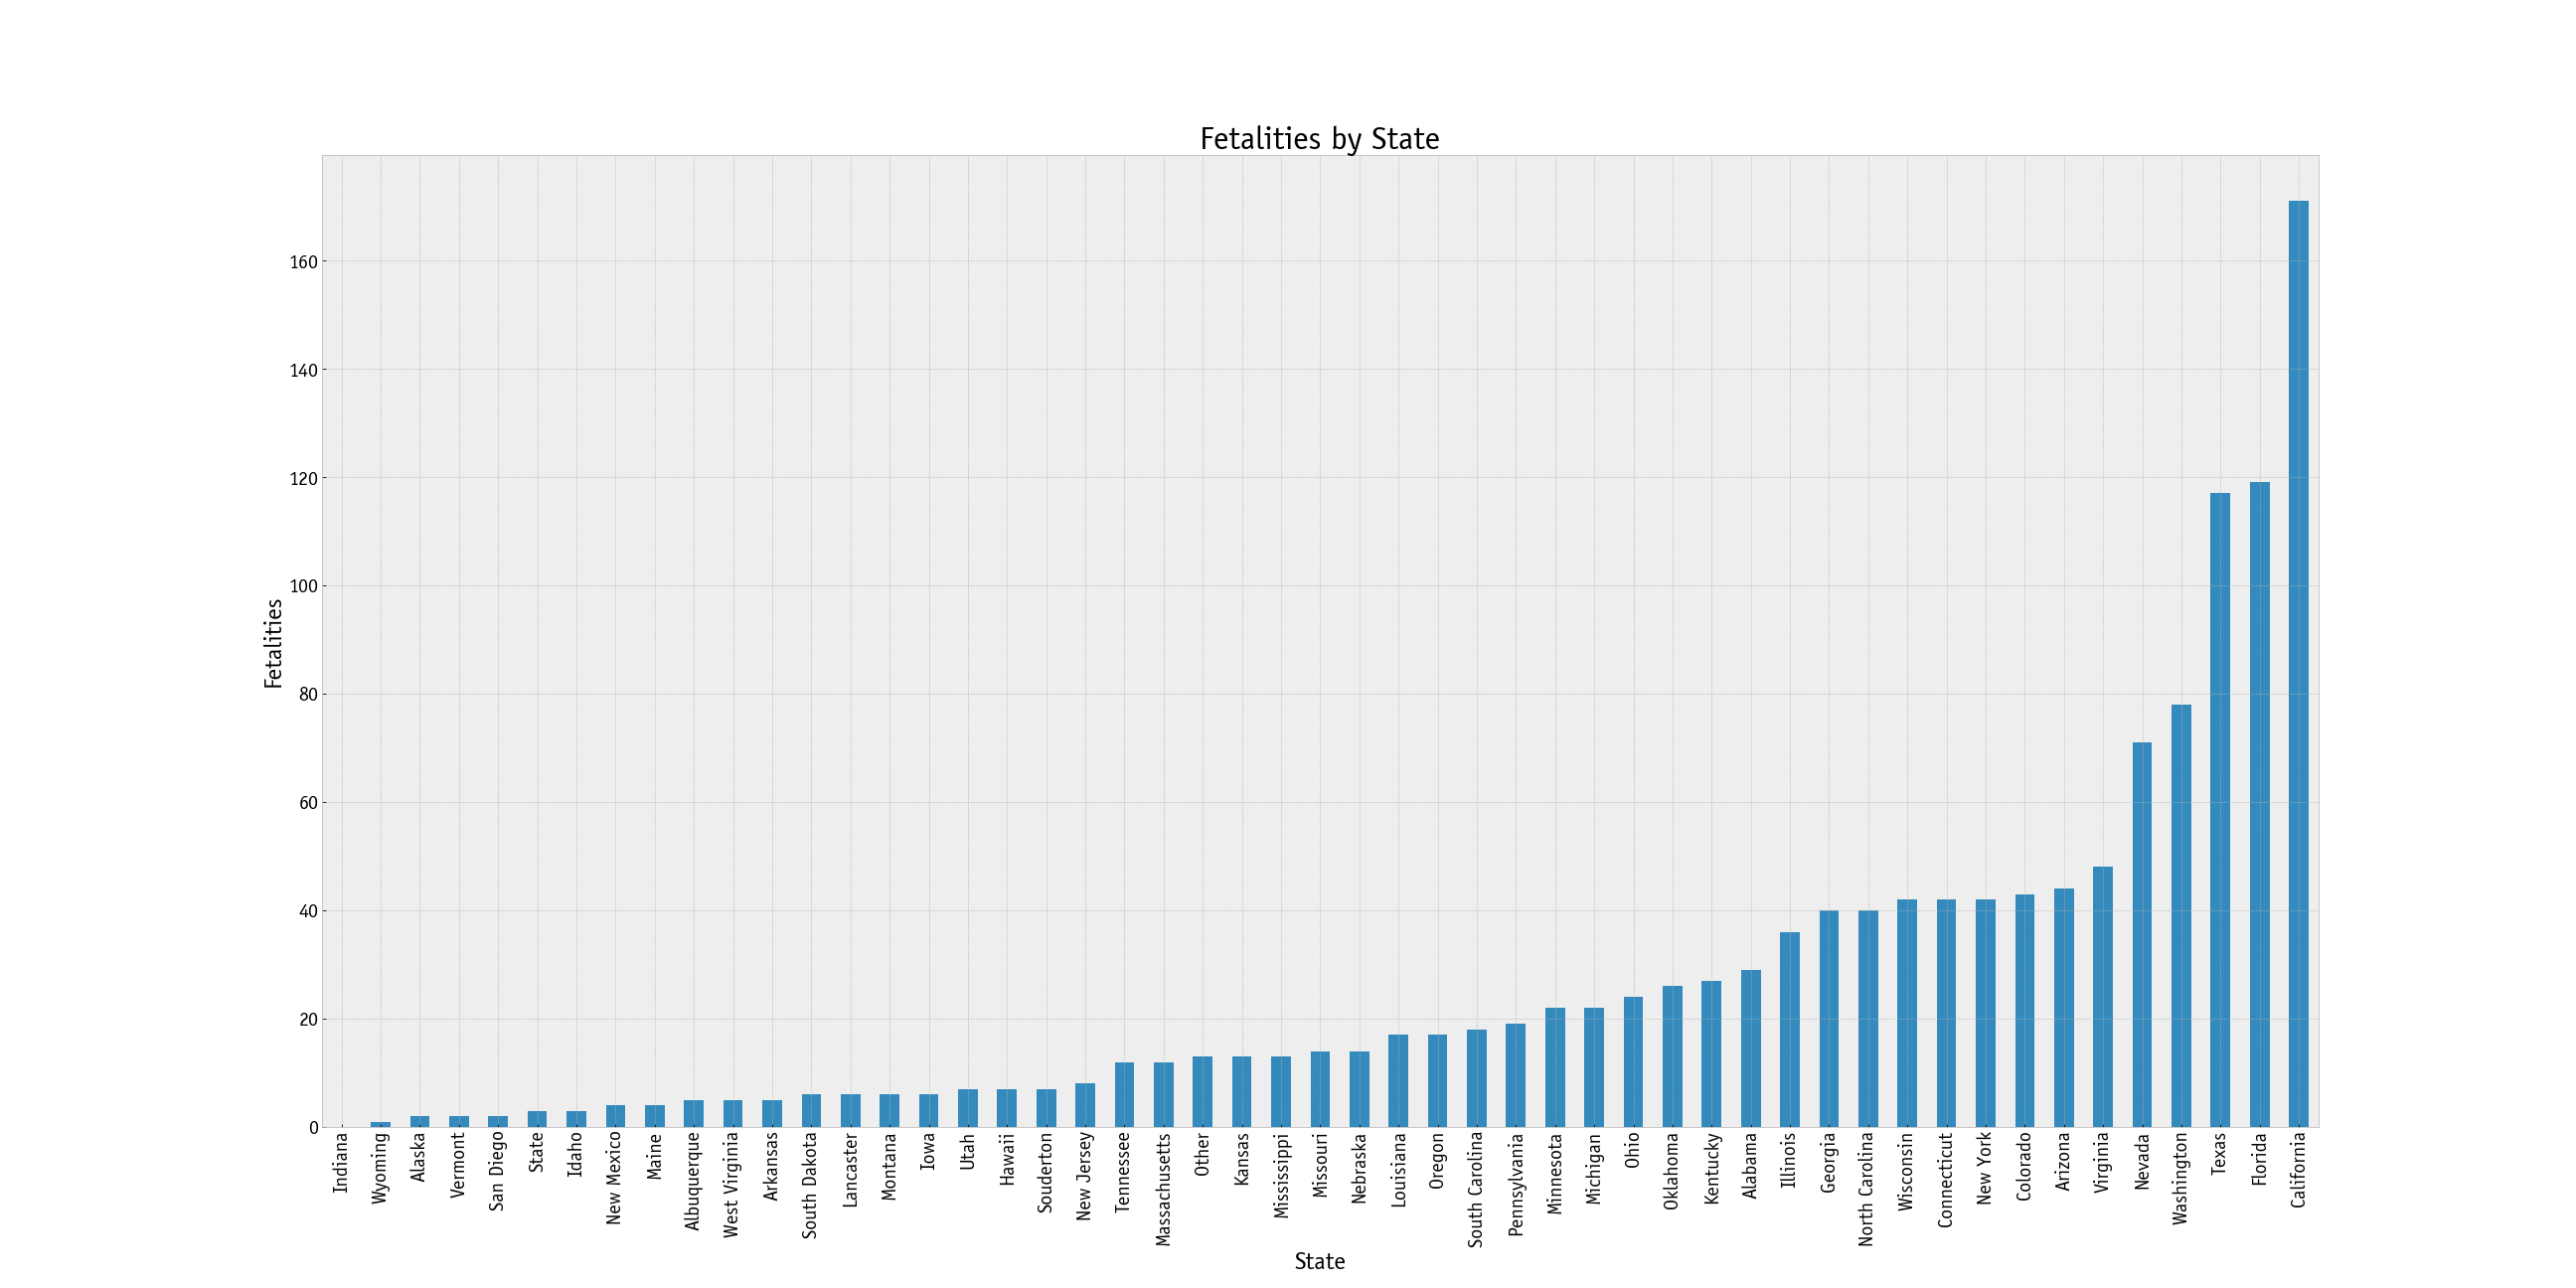 Fetalities by State
Fetalities
160
140
120
100
80
60
40
20
0
Indiana
Wyoming
Alaska
Vermont
San Diego
State
Idaho
New Mexico
Maine
Albuquerque
West Virginia
Arkansas
South Dakota
Lancaster
Montana
Iowa
Utah
Hawaii
Souderton
New Jersey
Tennessee
Massachusetts
Other
Kansas
Mississippi
Missouri
Nebraska
Louisiana
Oregon
South Carolina
Pennsylvania
Minnesota
Michigan
Ohio
Oklahoma
Kentucky
Alabama
Illinois
Georgia
North Carolina
Wisconsin
Connecticut
New York
Colorado
Arizona
Virginia
Nevada
Washington
Texas
Florida
California
State